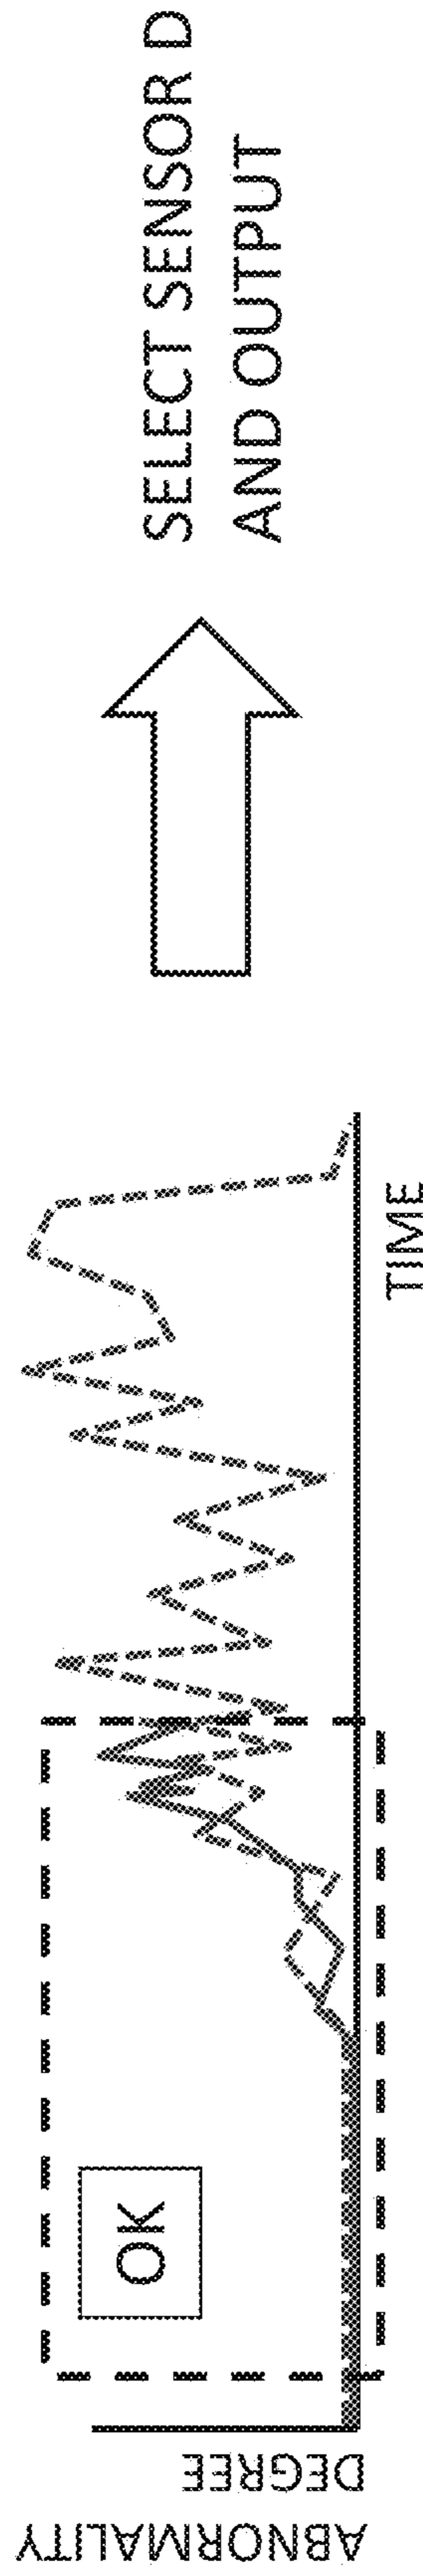 ABNORMALITY
DEGREE
OK
TIME
SELECT SENSOR D
AND OUTPUT